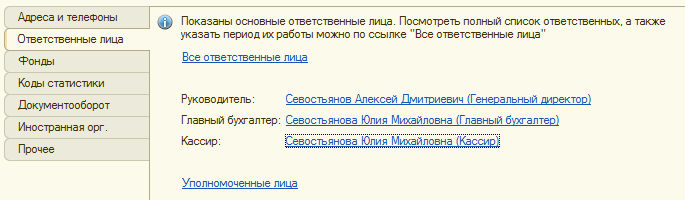 Адреса и телефоны
Ответственные лица
Фонды
Коды статистики
Документооборот
Иностранная орг.
Прочее
Показаны основные ответственные лица. Посмотреть полный список ответственных, а также
указать период их работы можно по ссылке "Все ответственные лица"
Все ответственные лица
Руководитель: Севостьянов Алексей Дмитриевич (Генеральный директор)
Главный бухгалтер: Севостьянова Юлия Михайловна (Главный бухгалтер)
Кассир: Севостьянова Юлия Михайловна (Кассир)
Уполномоченные лица